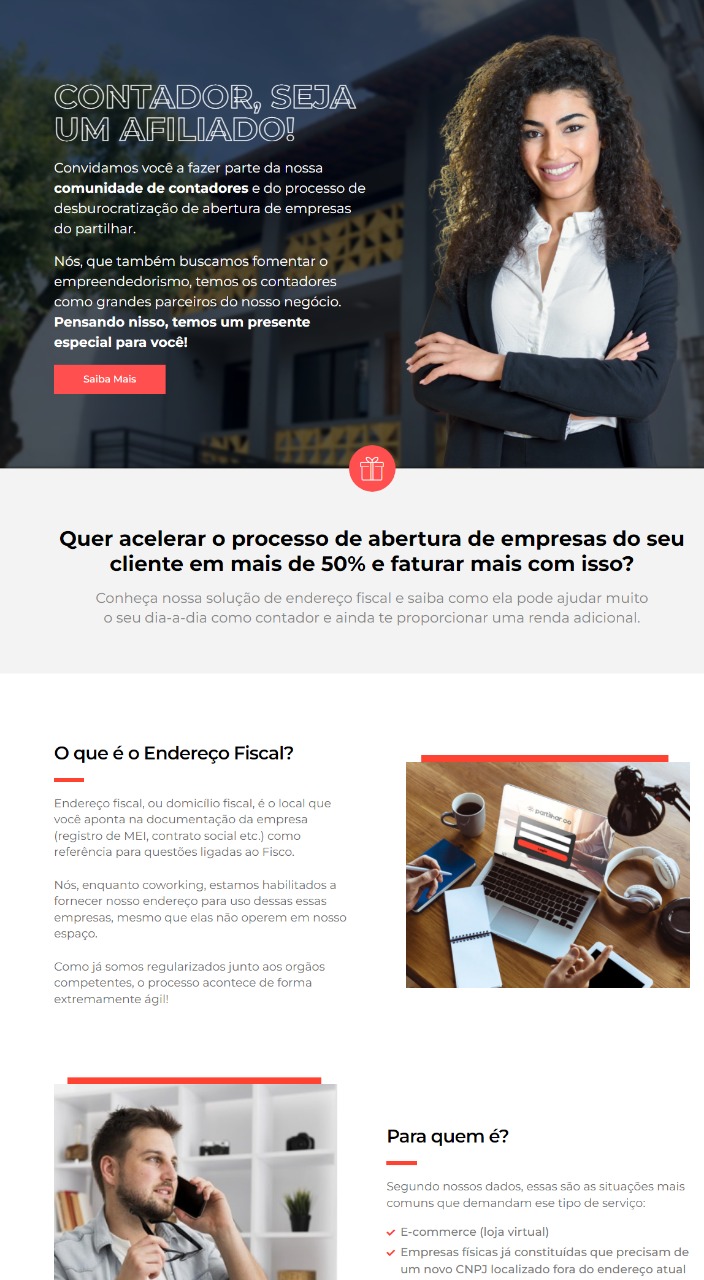 CONTADOR, SEJA
UM AFILIADO!
Convidamos você a fazer parte da nossa
comunidade de contadores e do processo de
desburocratização de abertura de empresas
do partilhar.
Nós, que também buscamos fomentar o
empreendedorismo, temos os contadores
como grandes parceiros do nosso negócio.
Pensando nisso, temos um presente
especial para você!
Saiba Mais
Quer acelerar o processo de abertura de empresas do seu
cliente em mais de 50% e faturar mais com isso?
Conheça nossa solução de endereço fiscal e saiba como ela pode ajudar muito
o seu dia-a-dia como contador e ainda te proporcionar uma renda adicional.
O que é o Endereço Fiscal?
Endereço fiscal, ou domicílio fiscal, é o local que
você aponta na documentação da empresa
(registro de MEI, contrato social etc.) como
referência para questões ligadas ao Fisco.
Nós, enquanto coworking, estamos habilitados a
fornecer nosso endereço para uso dessas essas
empresas, mesmo que elas não operem em nosso
espaço.
Como já somos regularizados junto aos orgãos
competentes, o processo acontece de forma
extremamente ágil!
partilhar co
Para quem é?
Segundo nossos dados, essas são as situações mais
comuns que demandam ese tipo de serviço:
E-commerce (loja virtual)
Empresas físicas já constituídas que precisam de
um novo CNPJ localizado fora do endereço atual